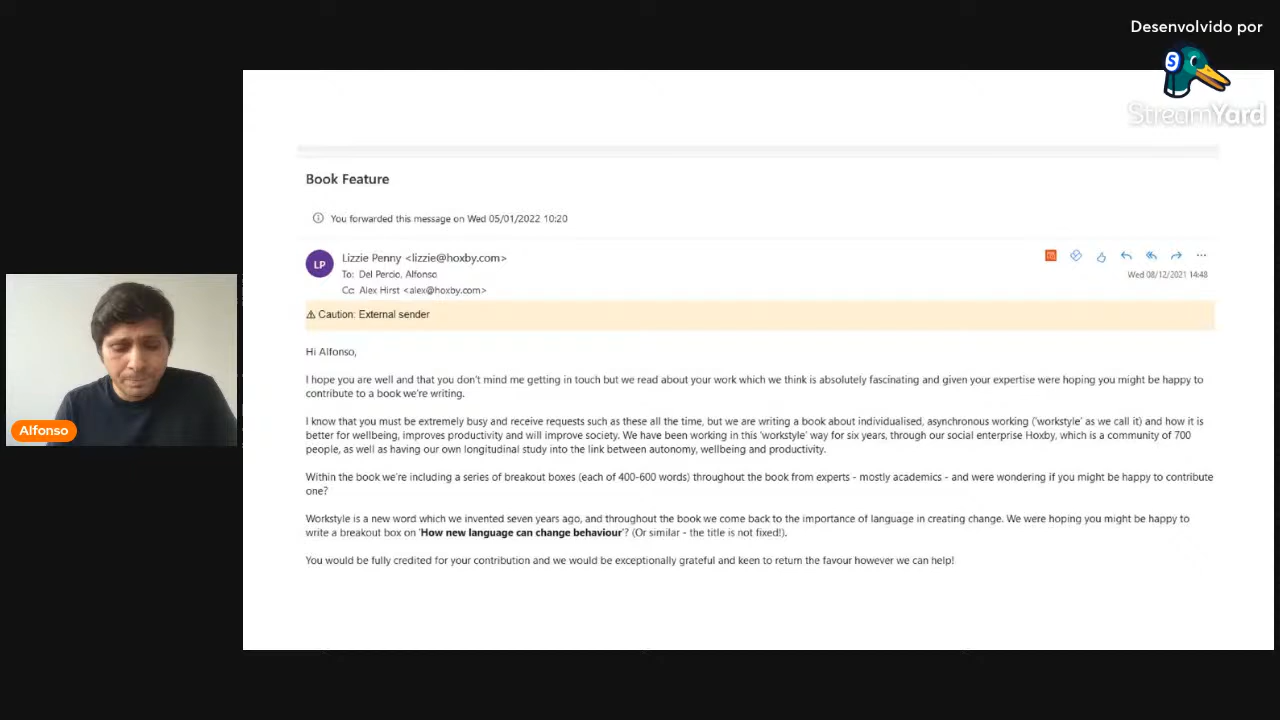 Desenvolvido por
S
StreamYard
Book Feature
You forwarded this message on Wed 05/01/2022 10:20
LP
Lizzie Penny <lizzie@hoxby.com>
To: Del Percio, Alfonso
Cc: Alex Hirst <alex@hoxby.com>
Wed 08/12/2021 14:48
Caution: External sender
Hi Alfonso,
I hope you are well and that you don't mind me getting in touch but we read about your work which we think is absolutely fascinating and given your expertise were hoping you might be happy to
contribute to a book we're writing.
I know that you must be extremely busy and receive requests such as these all the time, but we are writing a book about individualised, asynchronous working ('workstyle' as we call it) and how it is
better for wellbeing, improves productivity and will improve society. We have been working in this 'workstyle' way for six years, through our social enterprise Hoxby, which is a community of 700
people, as well as having our own longitudinal study into the link between autonomy, wellbeing and productivity.
Within the book we're including a series of breakout boxes (each of 400-600 words) throughout the book from experts - mostly academics - and were wondering if you might be happy to contribute
one?
Workstyle is a new word which we invented seven years ago, and throughout the book we come back to the importance of language in creating change. We were hoping you might be happy to
write a breakout box on 'How new language can change behaviour'? (Or similar - the title is not fixed!).
You would be fully credited for your contribution and we would be exceptionally grateful and keen to return the favour however we can help!
Alfonso